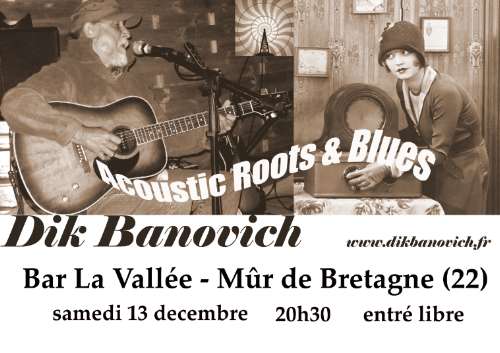 Acoustic Roots & Blues
Dik Banovich www.dikbanovich.fr
Bar La Vallée - Mûr de Bretagne (22)
samedi 13 decembre 20h30 entré libre